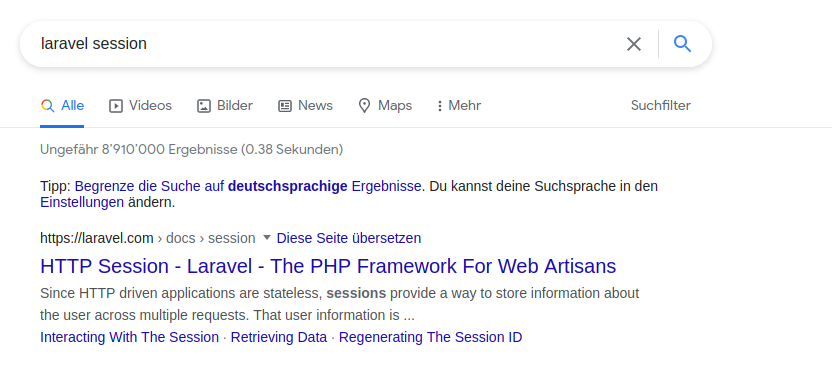 laravel session
Alle Videos Bilder News Maps Mehr Suchfilter
Ungefähr 8’910’000 Ergebnisse (0.38 Sekunden)
Tipp: Begrenze die Suche auf deutschsprachige Ergebnisse. Du kannst deine Suchsprache in den
Einstellungen ändern.
https://laravel.com › docs › session Diese Seite übersetzen
HTTP Session - Laravel - The PHP Framework For Web Artisans
Since HTTP driven applications are stateless, sessions provide a way to store information about
the user across multiple requests. That user information is ...
Interacting With The Session · Retrieving Data · Regenerating The Session ID